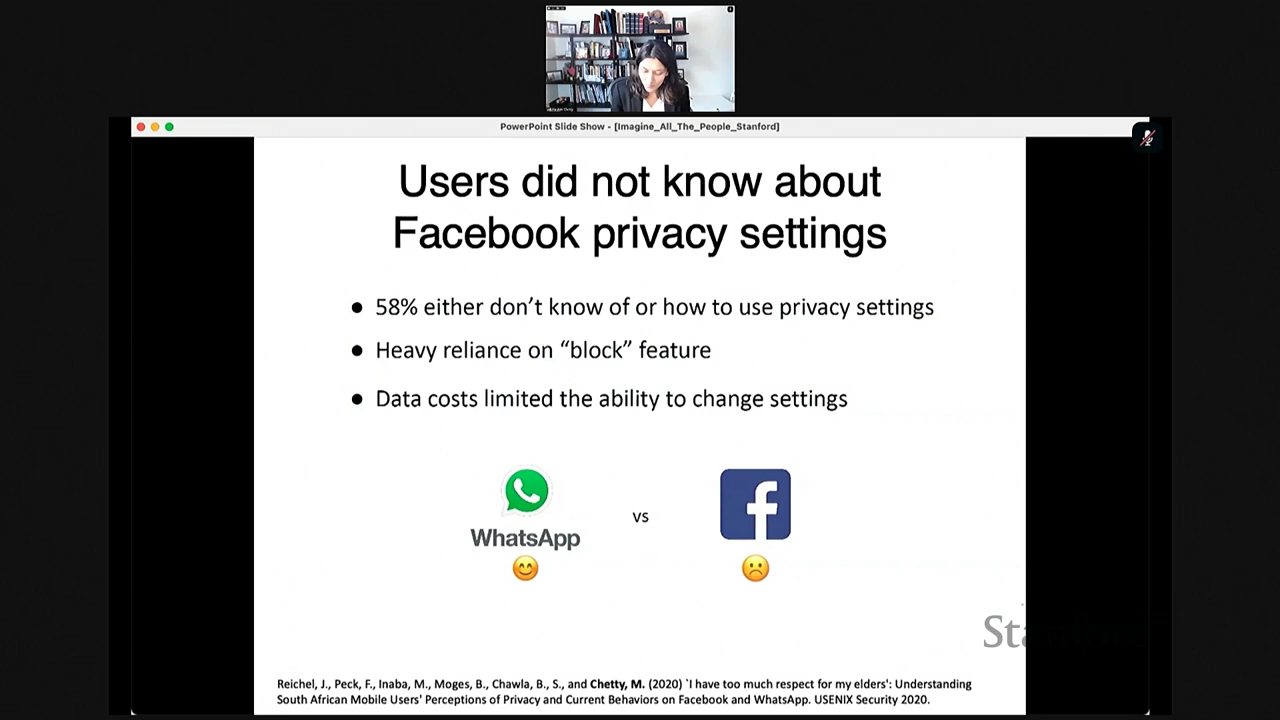 PowerPoint Slide Show - [Imagine_All_The_People_Stanford]
Users did not know about
Facebook privacy settings
● 58% either don’t know of or how to use privacy settings
● Heavy reliance on “block” feature
● Data costs limited the ability to change settings
vs
WhatsApp
Stanford
Reichel, J., Peck, F., Inaba, M., Moges, B., Chawla, B., S., and Chetty, M. (2020) `I have too much respect for my elders': Understanding
South African Mobile Users' Perceptions of Privacy and Current Behaviors on Facebook and WhatsApp. USENIX Security 2020.